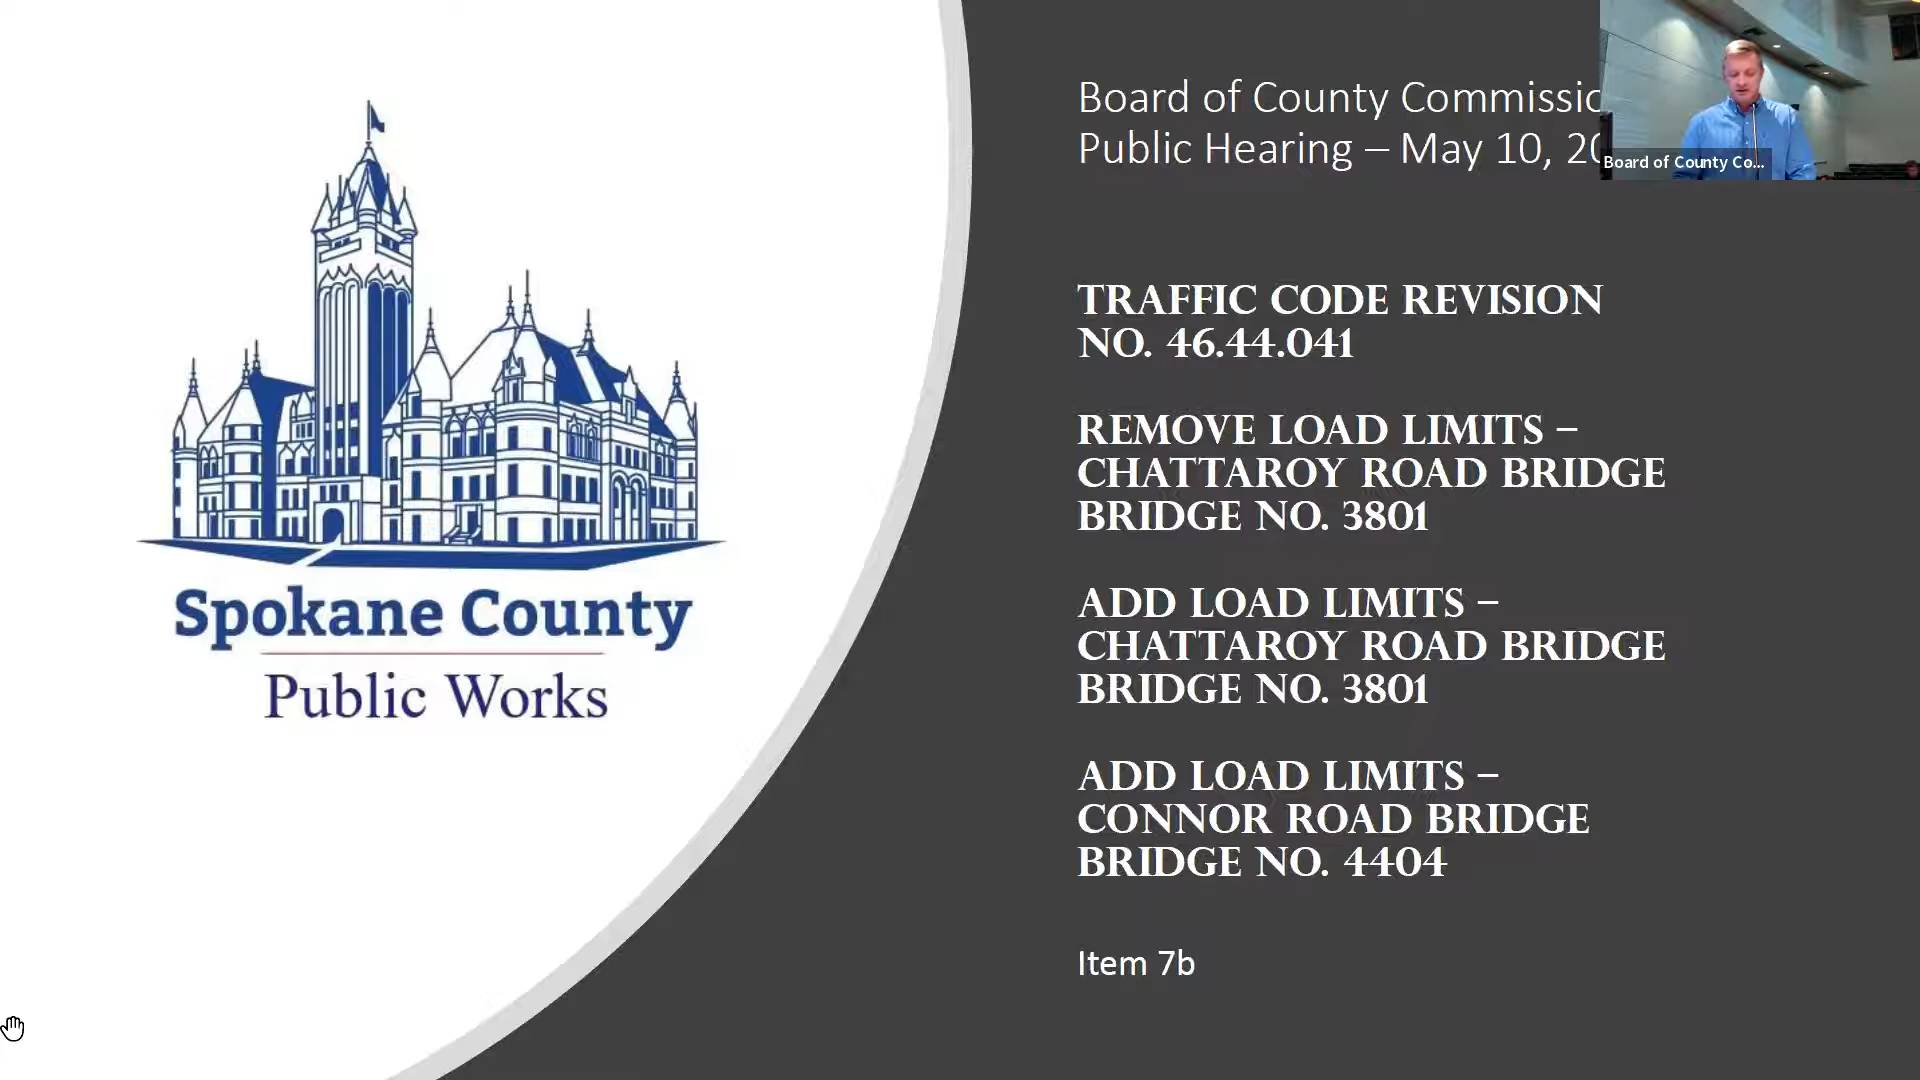 Board of County Commissio
Public Hearing – May 10, 20
Board of County Co...
TRAFFIC CODE REVISION
NO. 46.44.041
REMOVE LOAD LIMITS –
CHATTAROY ROAD BRIDGE
BRIDGE NO. 3801
ADD LOAD LIMITS –
CHATTAROY ROAD BRIDGE
BRIDGE NO. 3801
ADD LOAD LIMITS –
CONNOR ROAD BRIDGE
BRIDGE NO. 4404
Item 7b
Spokane County
Public Works